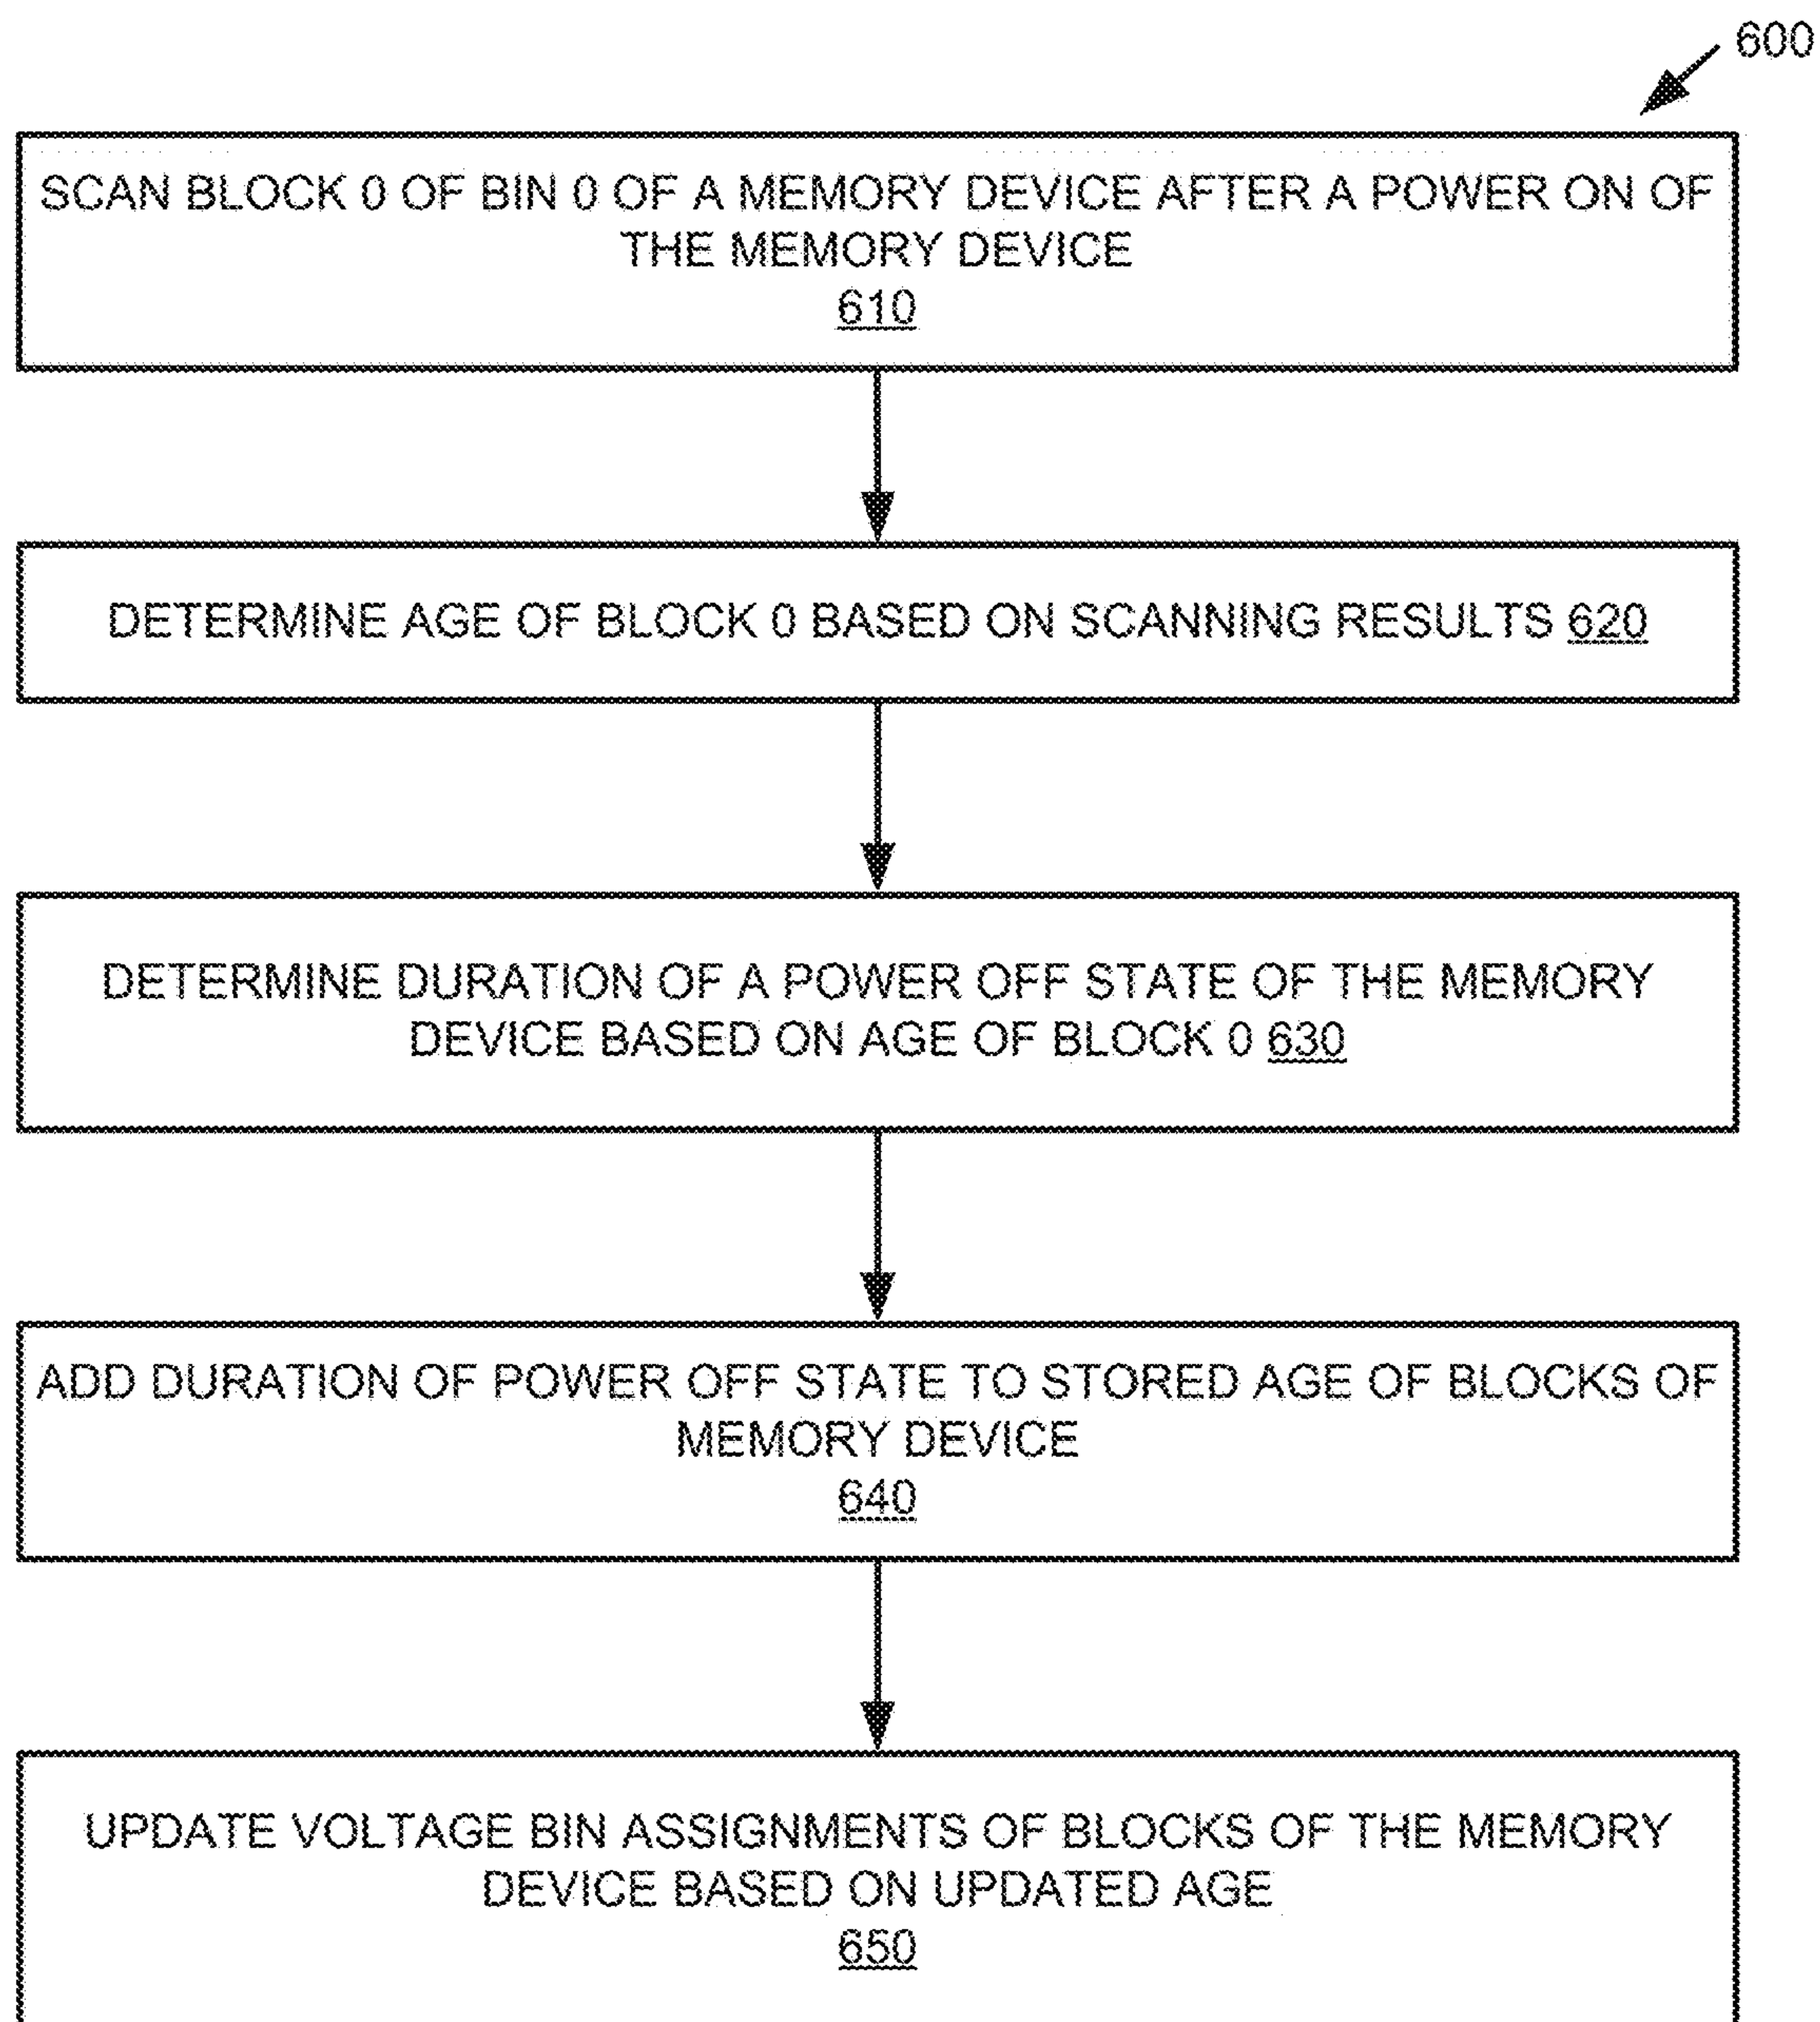 600
SCAN BLOCK 0 OF BIN 0 OF A MEMORY DEVICE AFTER A POWER ON OF
THE MEMORY DEVICE
610
DETERMINE AGE OF BLOCK 0 BASED ON SCANNING RESULTS 620
DETERMINE DURATION OF A POWER OFF STATE OF THE MEMORY
DEVICE BASED ON AGE OF BLOCK 0 630
ADD DURATION OF POWER OFF STATE TO STORED AGE OF BLOCKS OF
MEMORY DEVICE
640
UPDATE VOLTAGE BIN ASSIGNMENTS OF BLOCKS OF THE MEMORY
DEVICE BASED ON UPDATED AGE
650